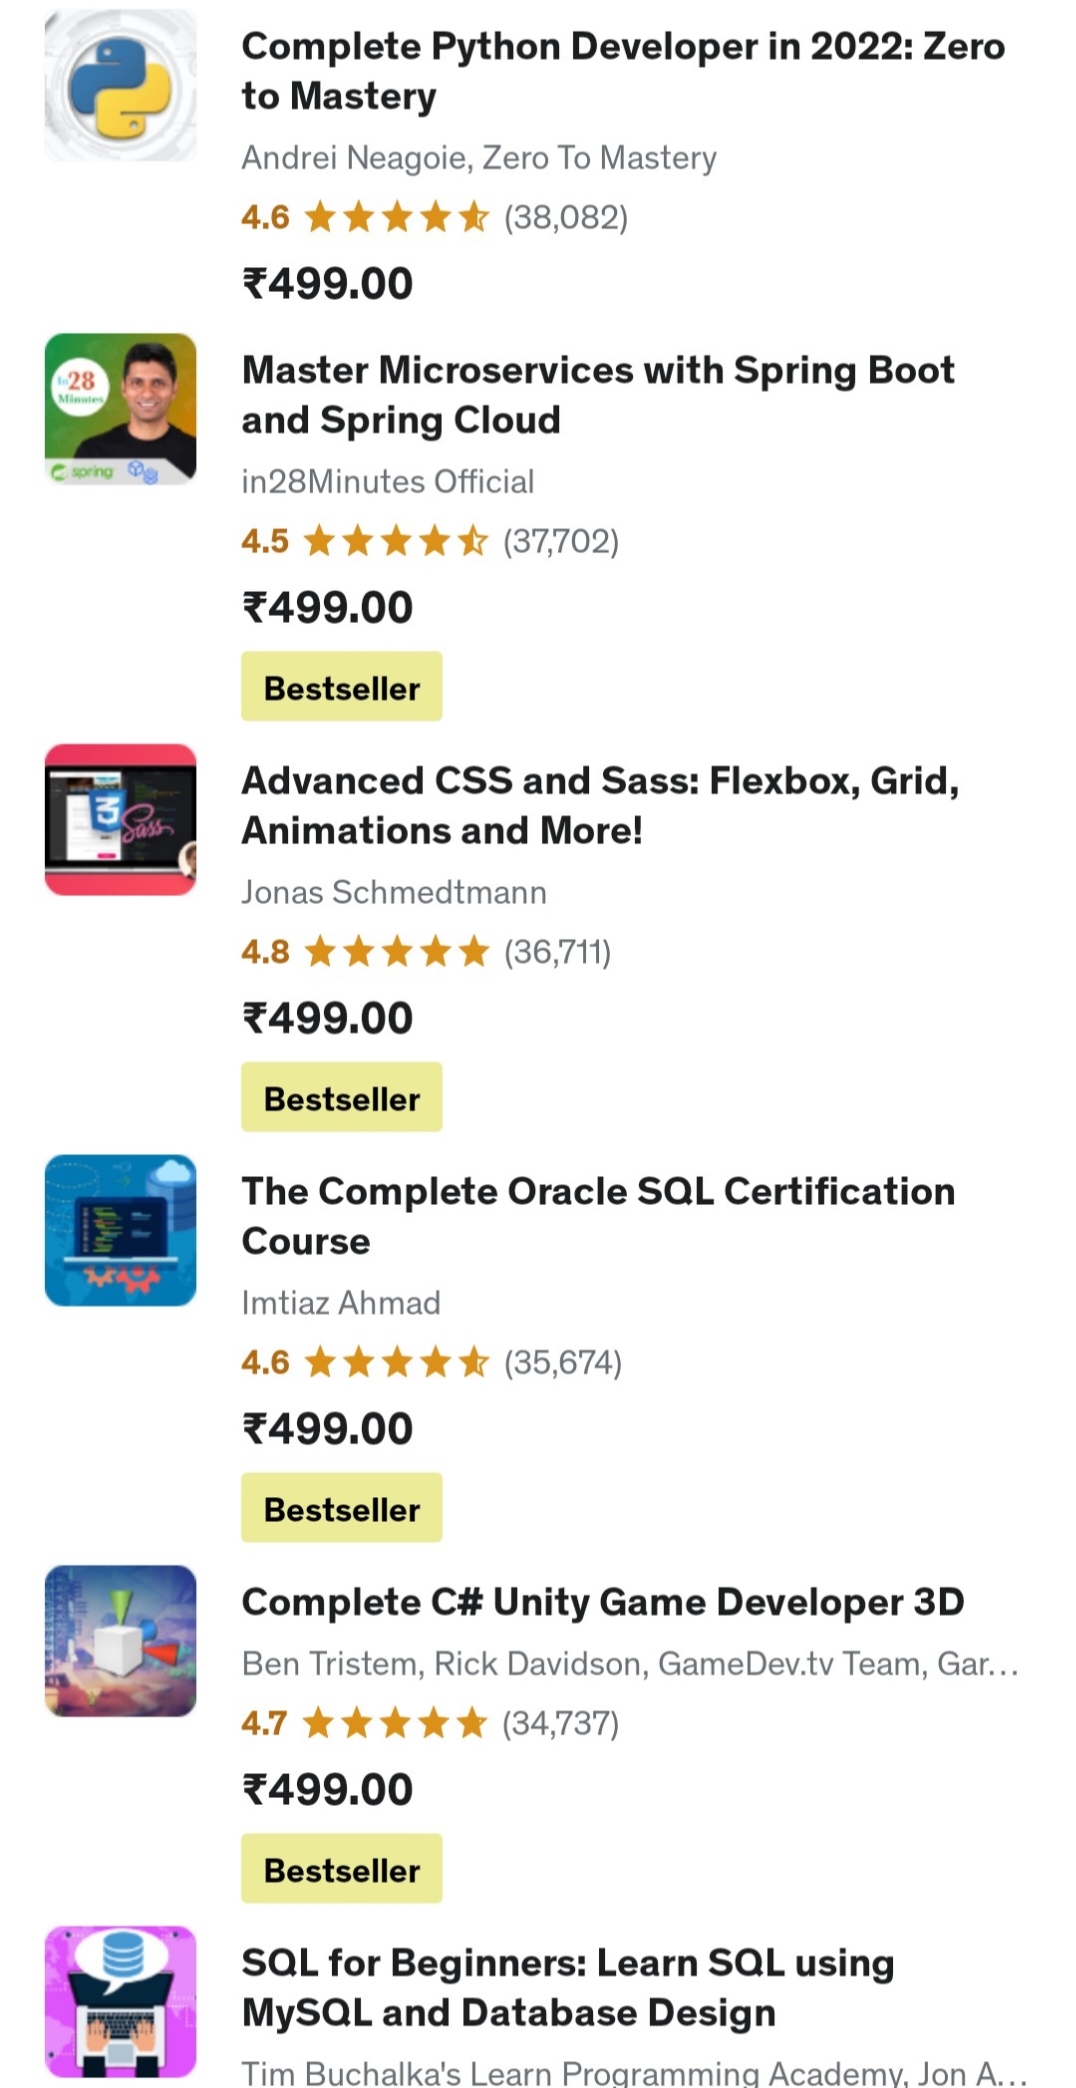 Complete Python Developer in 2022: Zero
to Mastery
Andrei Neagoie, Zero To Mastery
4.6 (38,082)
₹499.00
In 28
Minutes
spring
Master Microservices with Spring Boot
and Spring Cloud
in28Minutes Official
4.5 (37,702)
₹499.00
Bestseller
3
Sass
Advanced CSS and Sass: Flexbox, Grid,
Animations and More!
Jonas Schmedtmann
4.8 (36,711)
₹499.00
Bestseller
The Complete Oracle SQL Certification
Course
Imtiaz Ahmad
4.6 (35,674)
₹499.00
Bestseller
Complete C# Unity Game Developer 3D
Ben Tristem, Rick Davidson, GameDev.tv Team, Gar...
4.7 (34,737)
₹499.00
Bestseller
SQL for Beginners: Learn SQL using
MySQL and Database Design
Tim Buchalka's Learn Programming Academy, Jon A...